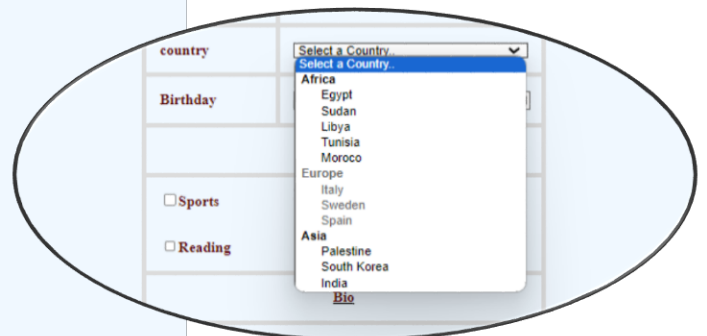 country
Select a Country..
Select a Country..
Africa
Egypt
Birthday
Sudan
Libya
Tunisia
Moroco
Europe
Italy
Sports
Sweden
Spain
Asia
Reading
Palestine
South Korea
India
Bio